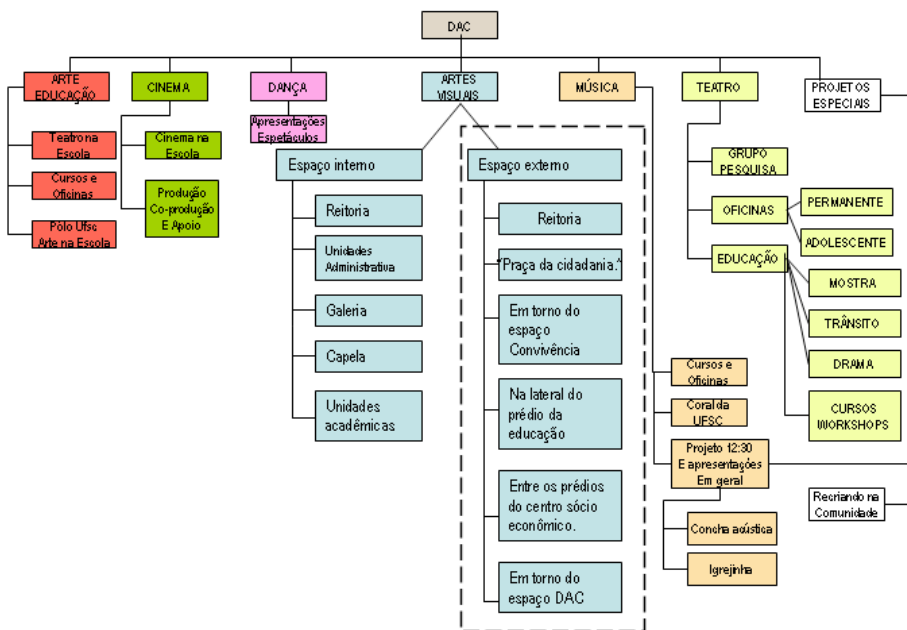 DAC
ARTE
EDUCAÇÃO
CINEMA
DANÇA
ARTES
VISUAIS
MÚSICA
TEATRO
PROJETOS
ESPECIAIS
Teatro na
Escola
Cursos e
Oficinas
Pólo Ufsc
Arte na Escola
Cinema na
Escola
Produção
Co-produção
E Apoio
Apresentações
Espetáculos
Espaço interno
Reitoria
Unidades
Administrativa
Galeria
Capela
Unidades
acadêmicas
Espaço externo
Reitoria
“Praça da cidadania.”
Em torno do
espaço
Convivência
Na lateral do
prédio da
educação
Entre os prédios
do centro sócio
econômico.
Em torno do
espaço DAC
Cursos e
Oficinas
Coral da
UFSC
Projeto 12:30
E apresentações
Em geral
Concha acústica
Igrejinha
GRUPO
PESQUISA
OFICINAS
PERMANENTE
ADOLESCENTE
EDUCAÇÃO
MOSTRA
TRÂNSITO
DRAMA
CURSOS
WORKSHOPS
Recriando na
Comunidade